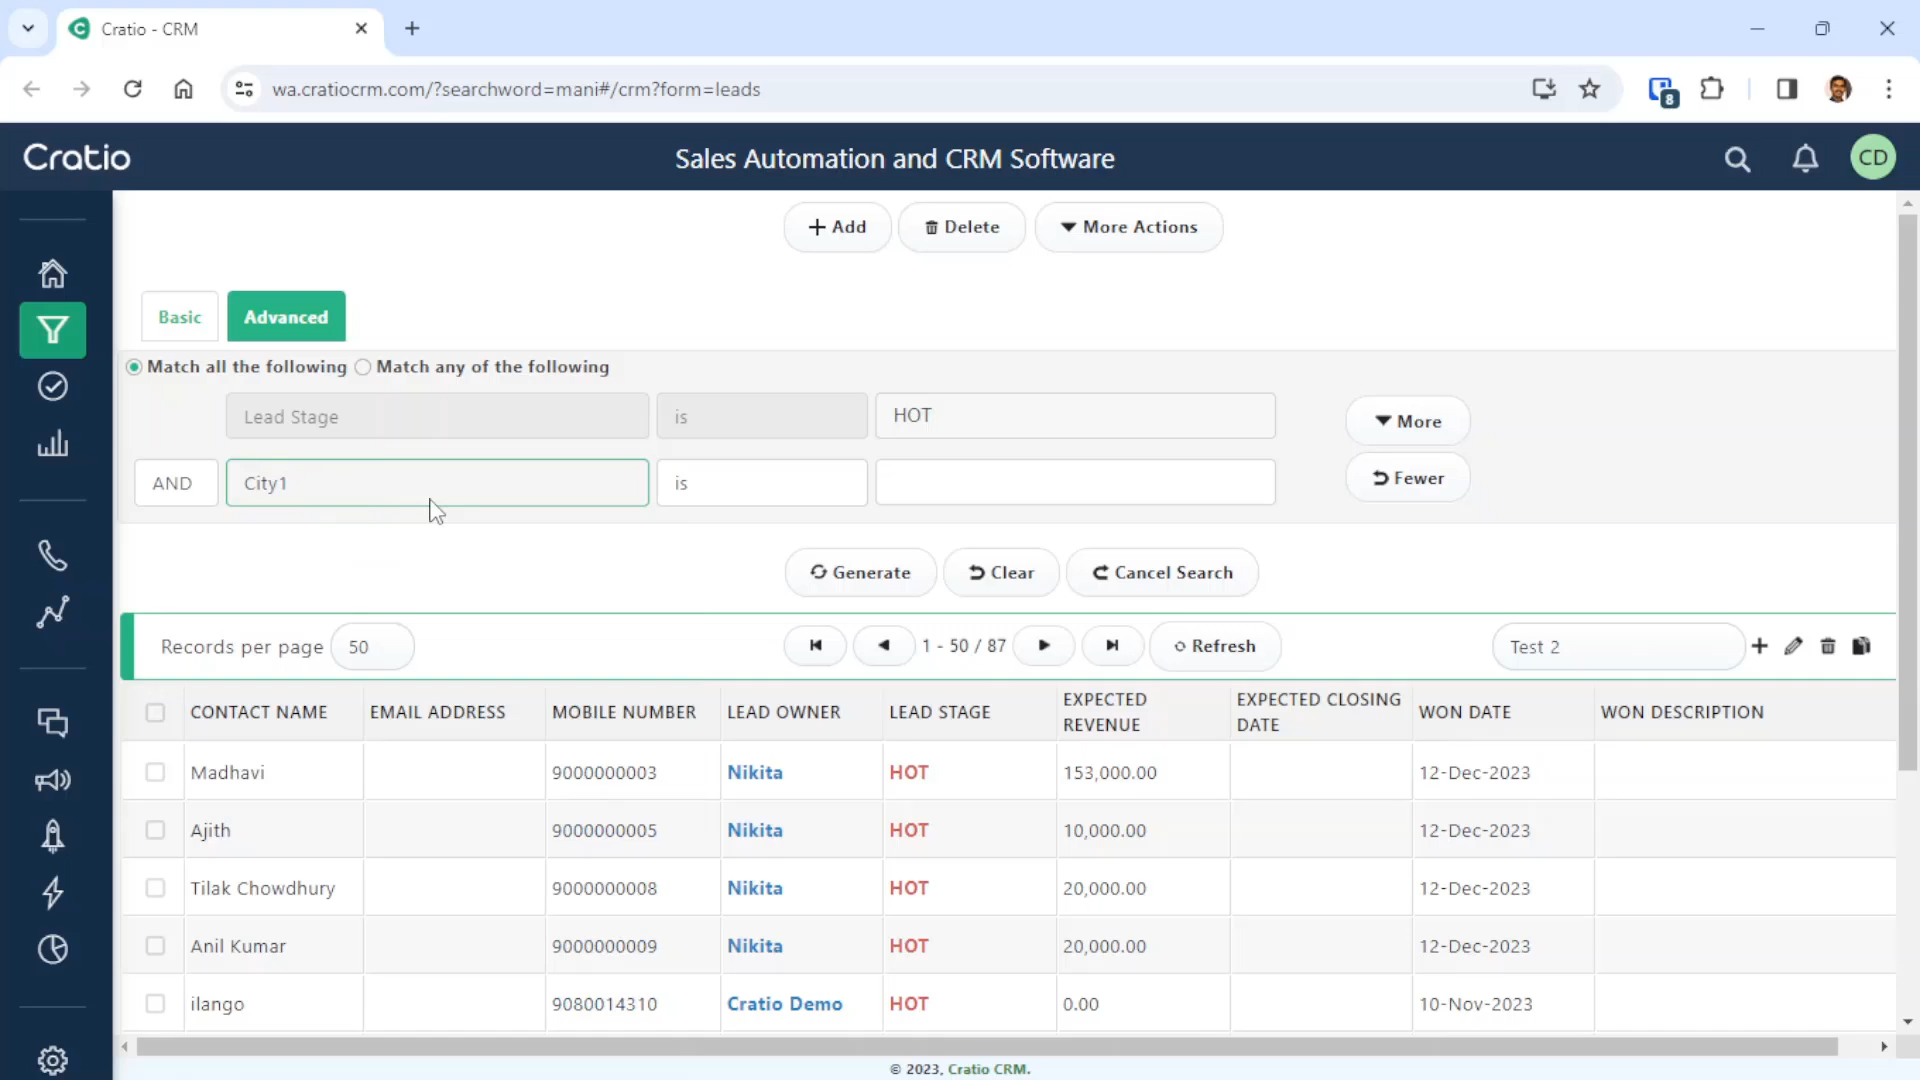 Cratio - CRM
wa.cratiocrm.com/?searchword=mani#/crm?form=leads
8
Cratio
Sales Automation and CRM Software
CD
Add
Delete
More Actions
Basic
Advanced
Match all the following
Match any of the following
Lead Stage
is
HOT
More
AND
City1
is
Fewer
Generate
Clear
Cancel Search
Records per page
50
1 - 50 / 87
Refresh
Test 2
CONTACT NAME EMAIL ADDRESS MOBILE NUMBER LEAD OWNER LEAD STAGE EXPECTED REVENUE EXPECTED CLOSING DATE WON DATE WON DESCRIPTION
Madhavi 9000000003 Nikita HOT 153,000.00 12-Dec-2023
Ajith 9000000005 Nikita HOT 10,000.00 12-Dec-2023
Tilak Chowdhury 9000000008 Nikita HOT 20,000.00 12-Dec-2023
Anil Kumar 9000000009 Nikita HOT 20,000.00 12-Dec-2023
ilango 9080014310 Cratio Demo HOT 0.00 10-Nov-2023
© 2023, Cratio CRM.